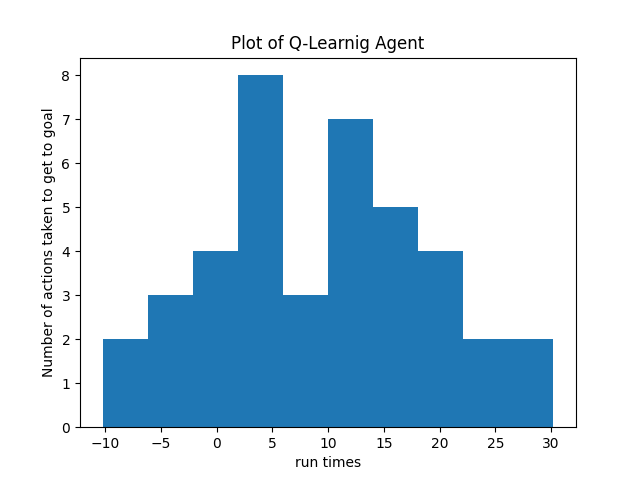 Plot of Q-Learnig Agent
8
7
6
5
4
3
2
1
0
Number of actions taken to get to goal
−10 −5 0 5 10 15 20 25 30
run times